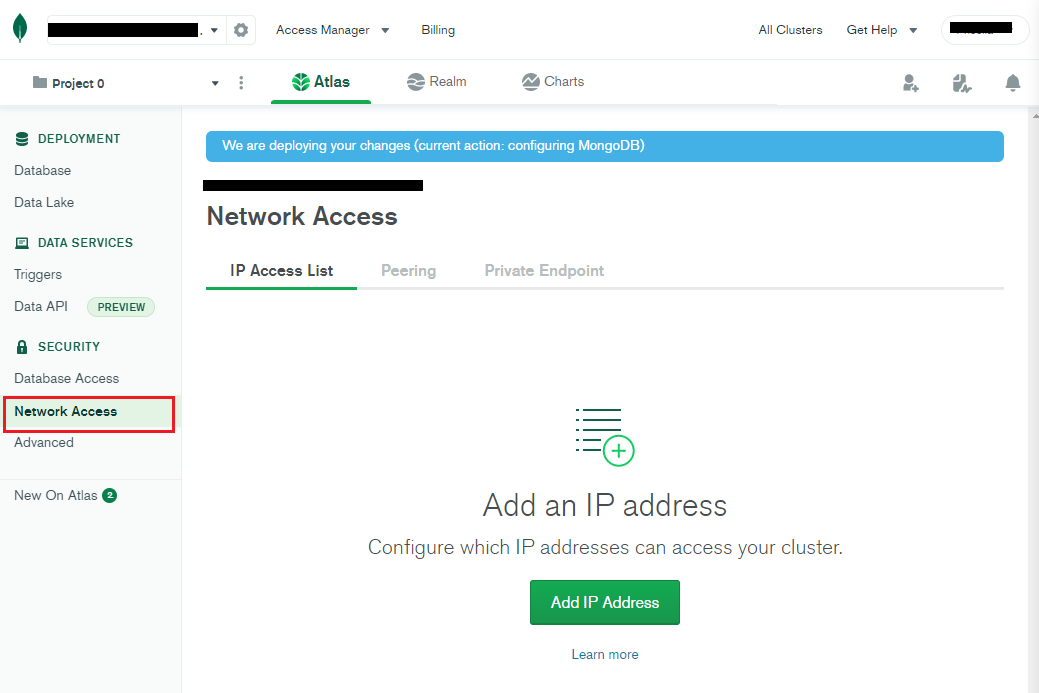 Access Manager
Billing
All Clusters
Get Help
Project 0
Atlas
Realm
Charts
DEPLOYMENT
Database
Data Lake
DATA SERVICES
Triggers
Data API PREVIEW
SECURITY
Database Access
Network Access
Advanced
New On Atlas 2
We are deploying your changes (current action: configuring MongoDB)
Network Access
IP Access List
Peering
Private Endpoint
Add an IP address
Configure which IP addresses can access your cluster.
Add IP Address
Learn more